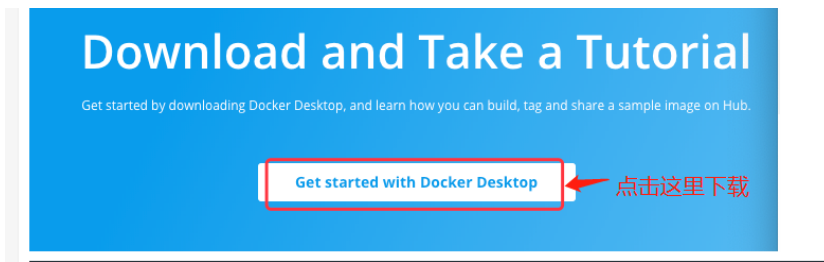 Download and Take a Tutorial
Get started by downloading Docker Desktop, and learn how you can build, tag and share a sample image on Hub.
Get started with Docker Desktop
点击这里下载